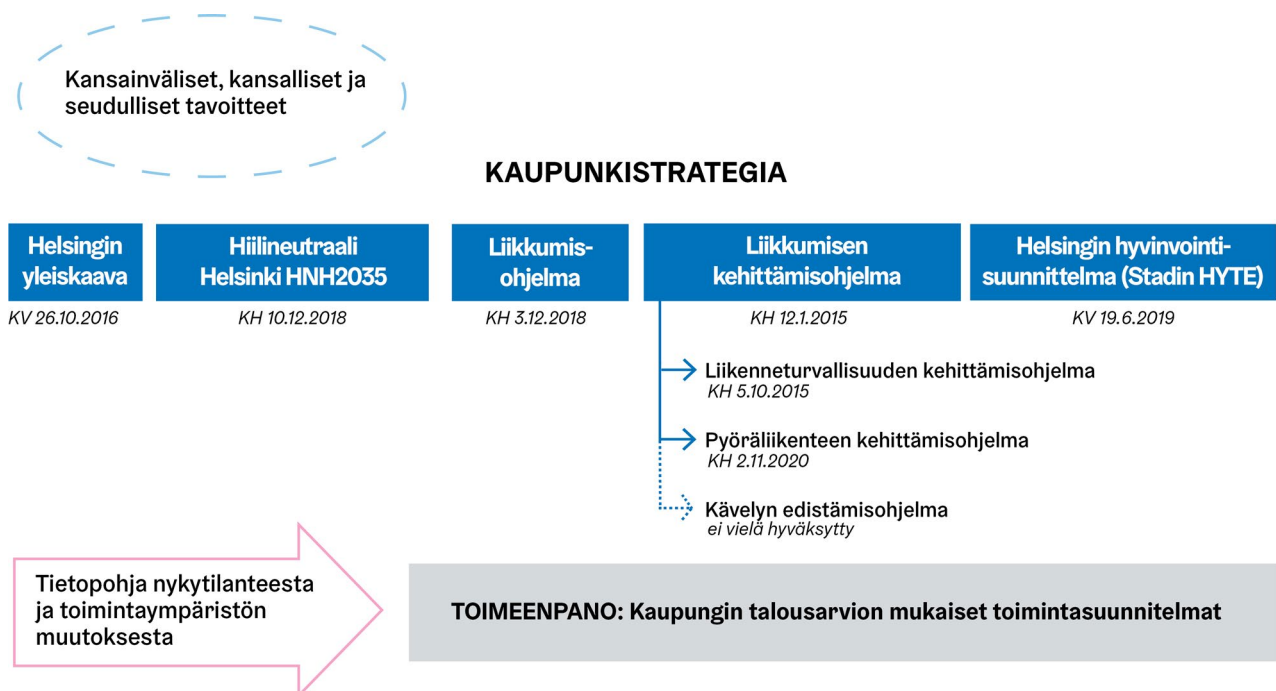 Kansainväliset, kansalliset ja
seudulliset tavoitteet
KAUPUNKISTRATEGIA
Helsingin
yleiskaava
KV 26.10.2016
Hiilineutraali
Helsinki HNH2035
KH 10.12.2018
Liikkumis-
ohjelma
KH 3.12.2018
Liikkumisen
kehittämisohjelma
KH 12.1.2015
Helsingin hyvinvointi-
suunnittelma (Stadin HYTE)
KV 19.6.2019
Liikenneturvallisuuden kehittämisohjelma
KH 5.10.2015
Pyöräliikenteen kehittämisohjelma
KH 2.11.2020
Kävelyn edistämisohjelma
ei vielä hyväksytty
Tietopohja nykytilanteesta
ja toimintaympäristön
muutoksesta
TOIMEENPANO: Kaupungin talousarvion mukaiset toimintasuunnitelmat